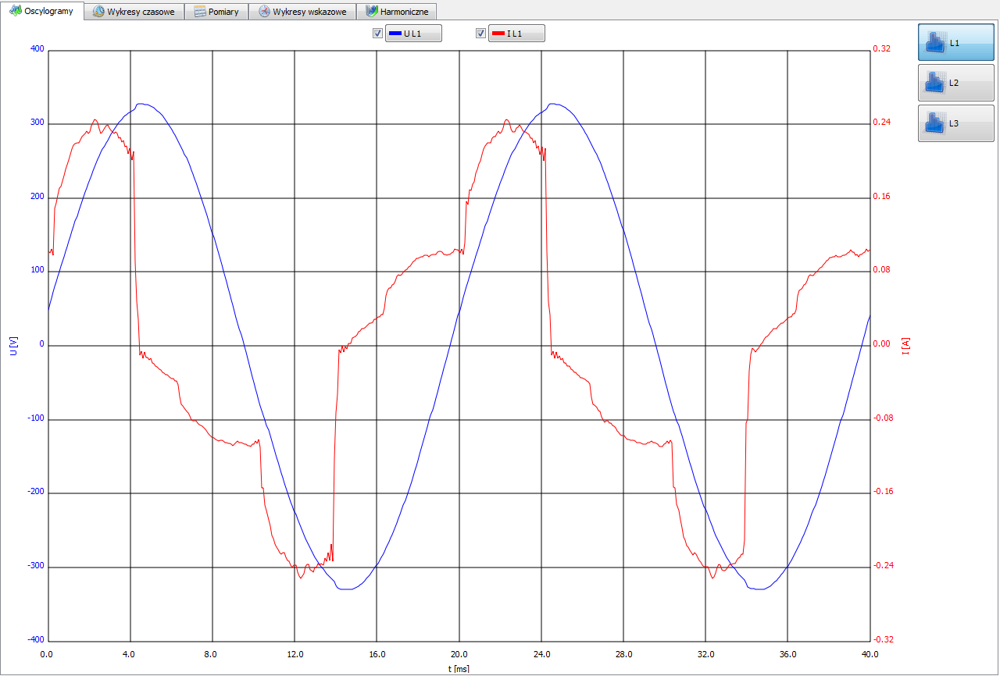 Oscylogramy Wykresy czasowe Pomiary Wykresy wskazowe Harmoniczne
U L1 I L1
L1
L2
L3
400
300
200
100
0
-100
-200
-300
-400
U [V]
0.32
0.24
0.16
0.08
0.00
-0.08
-0.16
-0.24
-0.32
I [A]
0.0 4.0 8.0 12.0 16.0 20.0 24.0 28.0 32.0 36.0 40.0
t [ms]